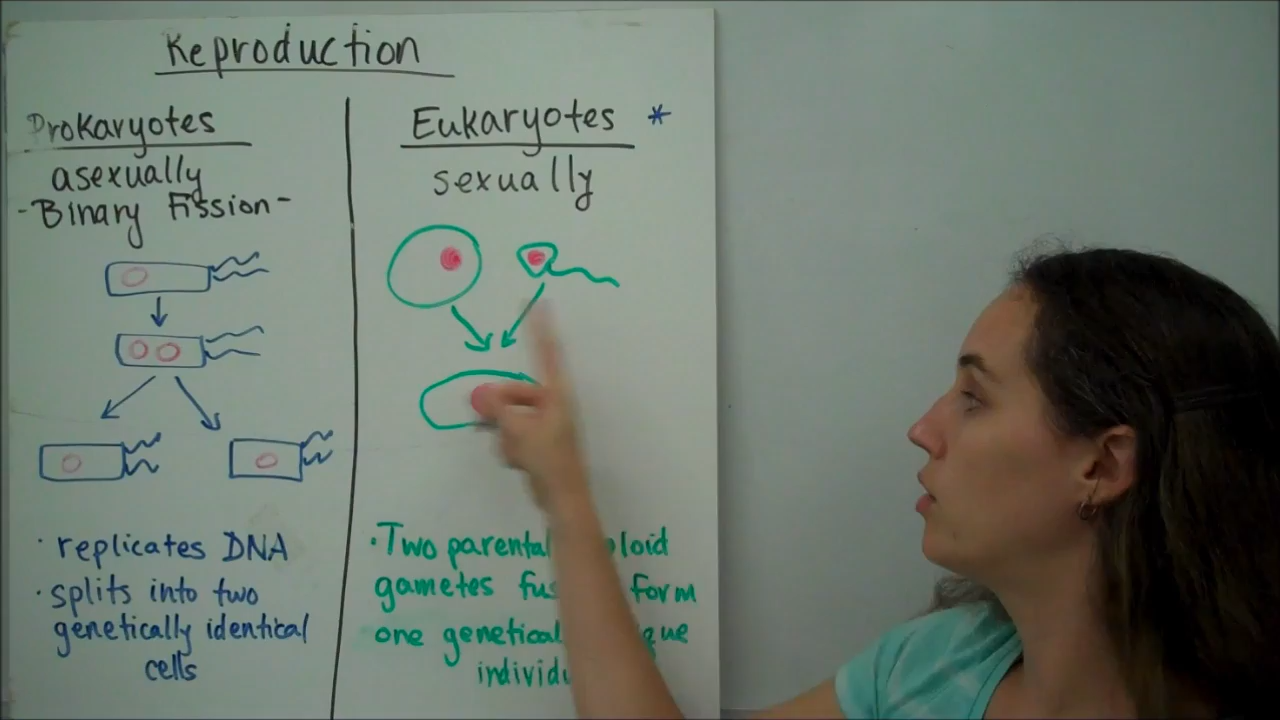 Reproduction
Prokaryotes
asexually
- Binary Fission -
• replicates DNA
• splits into two
genetically identical
cells
Eukaryotes *
sexually
• Two parental
gametes form
one